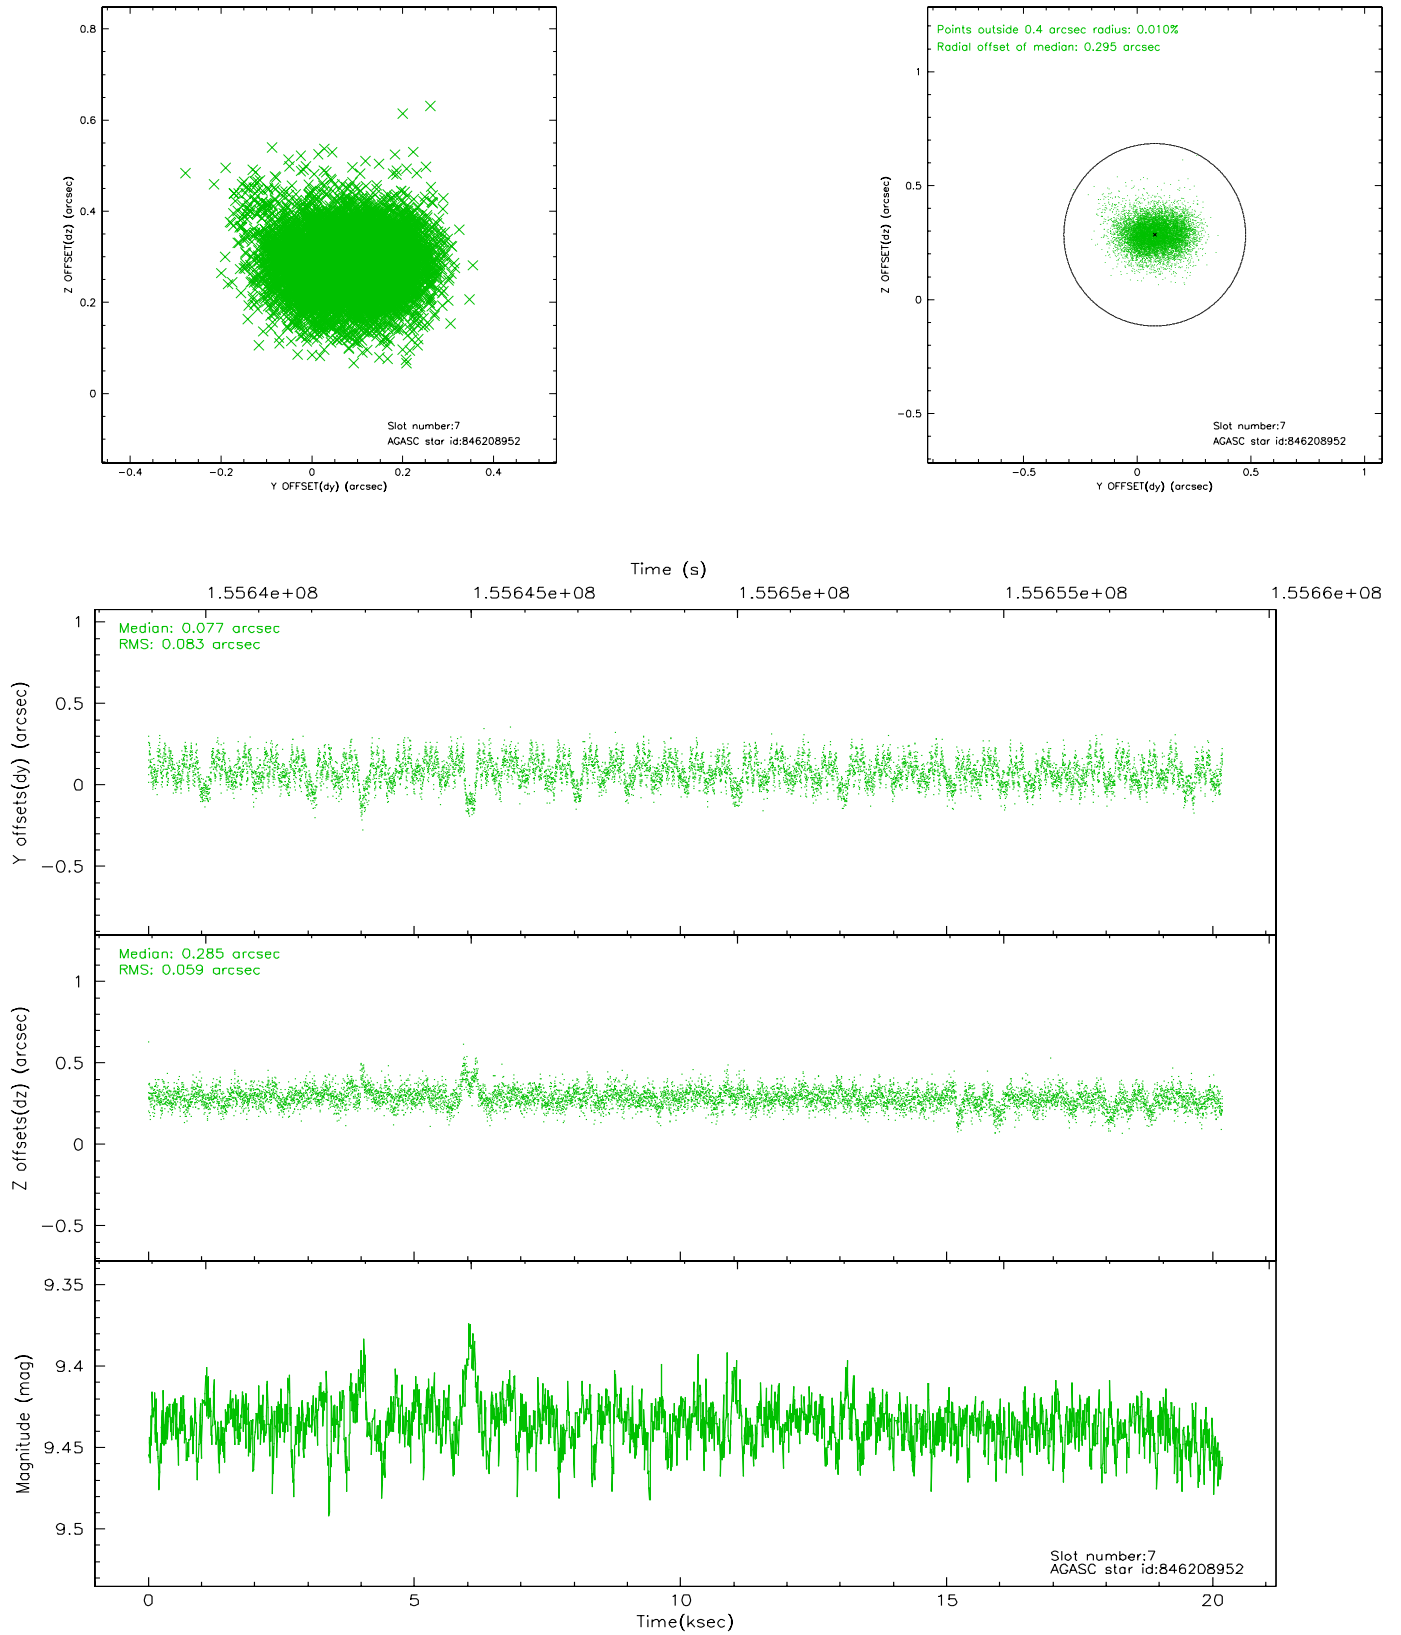 0.8
0.6
0.4
0.2
0
Z OFFSET(dz) (arcsec)
Slot number:7
AGASC star id:846208952
−0.4 −0.2 0 0.2 0.4
Y OFFSET(dy) (arcsec)
Points outside 0.4 arcsec radius: 0.010%
Radial offset of median: 0.295 arcsec
1
0.5
0
−0.5
Z OFFSET(dz) (arcsec)
Slot number:7
AGASC star id:846208952
−0.5 0 0.5 1
Y OFFSET(dy) (arcsec)
Time (s)
1.5564e+08 1.55645e+08 1.5565e+08 1.55655e+08 1.5566e+08
Median: 0.077 arcsec
RMS: 0.083 arcsec
1
0.5
0
−0.5
Y offsets(dy) (arcsec)
Median: 0.285 arcsec
RMS: 0.059 arcsec
1
0.5
0
−0.5
Z offsets(dz) (arcsec)
9.35
9.4
9.45
9.5
Magnitude (mag)
Slot number:7
AGASC star id:846208952
0 5 10 15 20
Time(ksec)